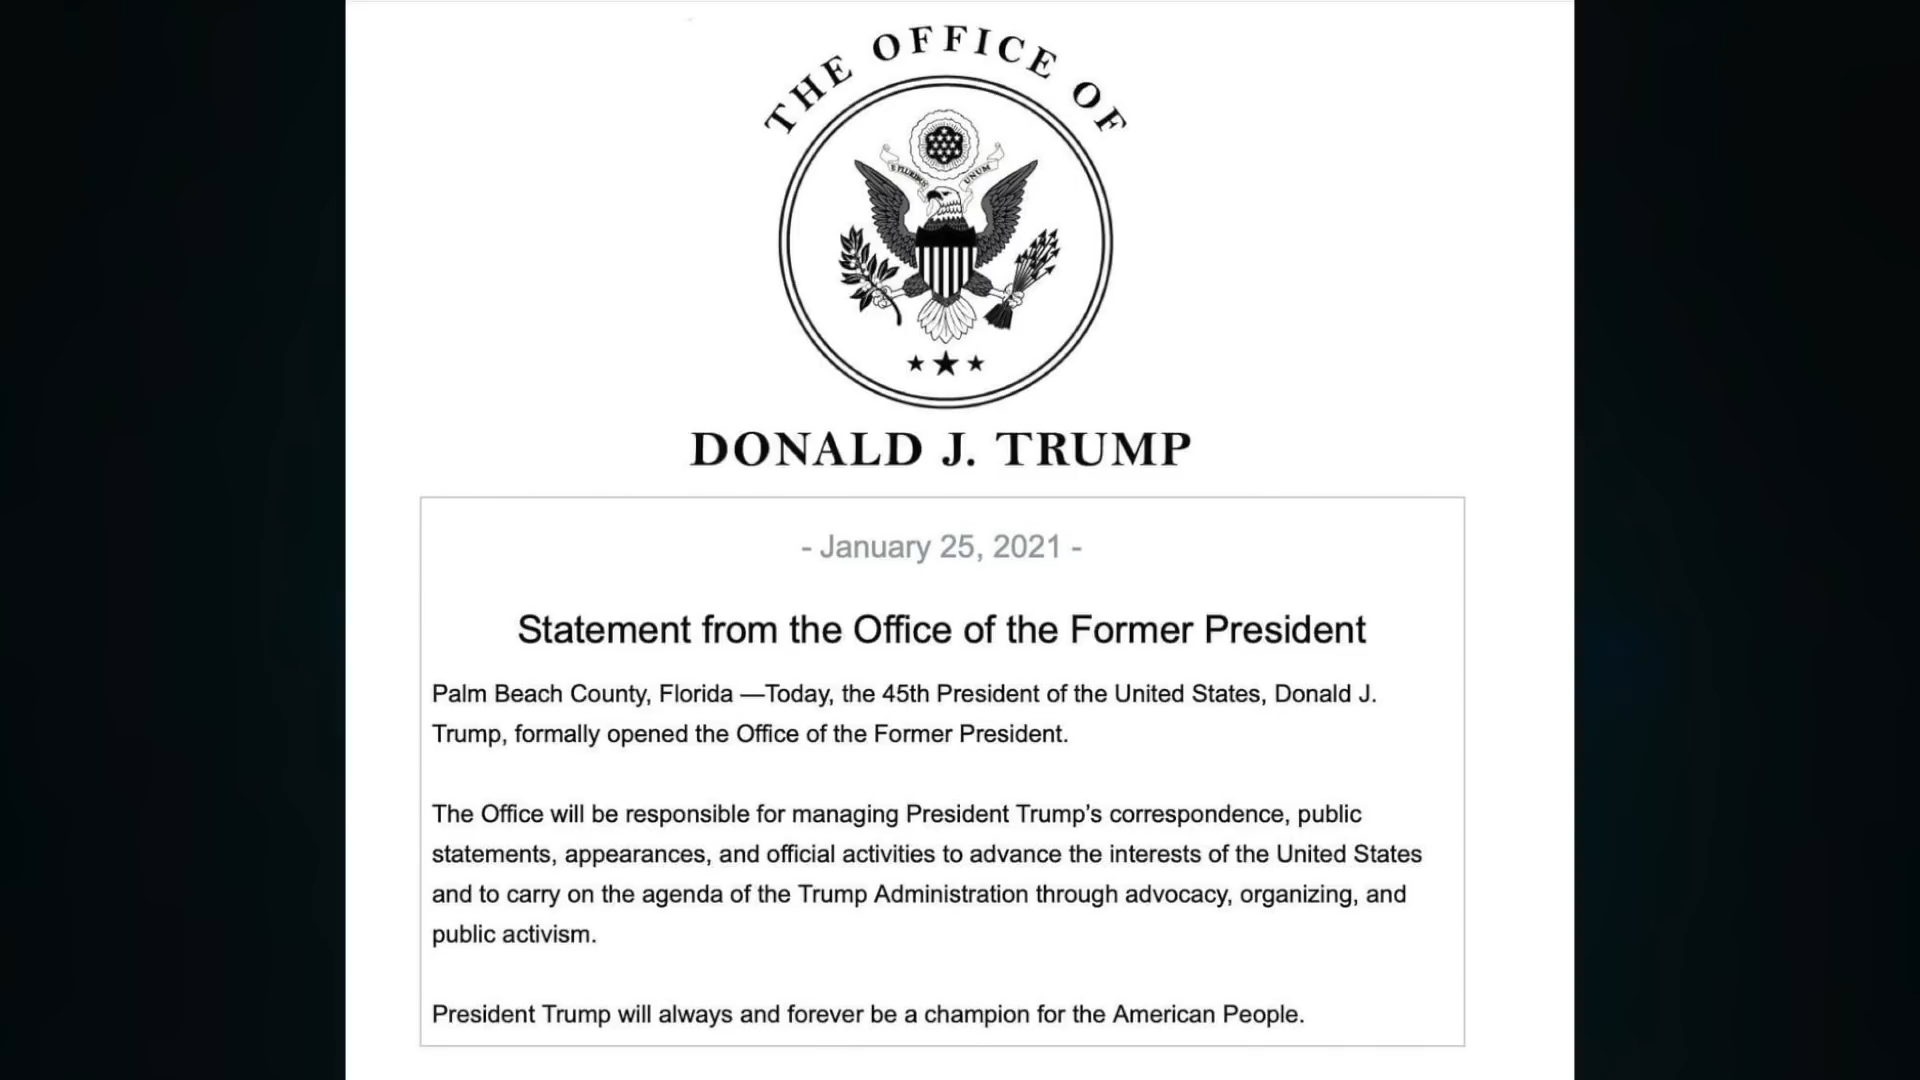 THE OFFICE OF
E PLURIBUS UNUM
DONALD J. TRUMP
- January 25, 2021 -
Statement from the Office of the Former President
Palm Beach County, Florida —Today, the 45th President of the United States, Donald J.
Trump, formally opened the Office of the Former President.
The Office will be responsible for managing President Trump’s correspondence, public
statements, appearances, and official activities to advance the interests of the United States
and to carry on the agenda of the Trump Administration through advocacy, organizing, and
public activism.
President Trump will always and forever be a champion for the American People.